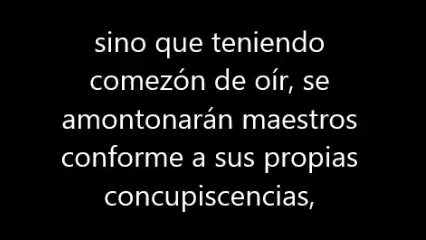 sino que teniendo
comezón de oír, se
amontonarán maestros
conforme a sus propias
concupiscencias,